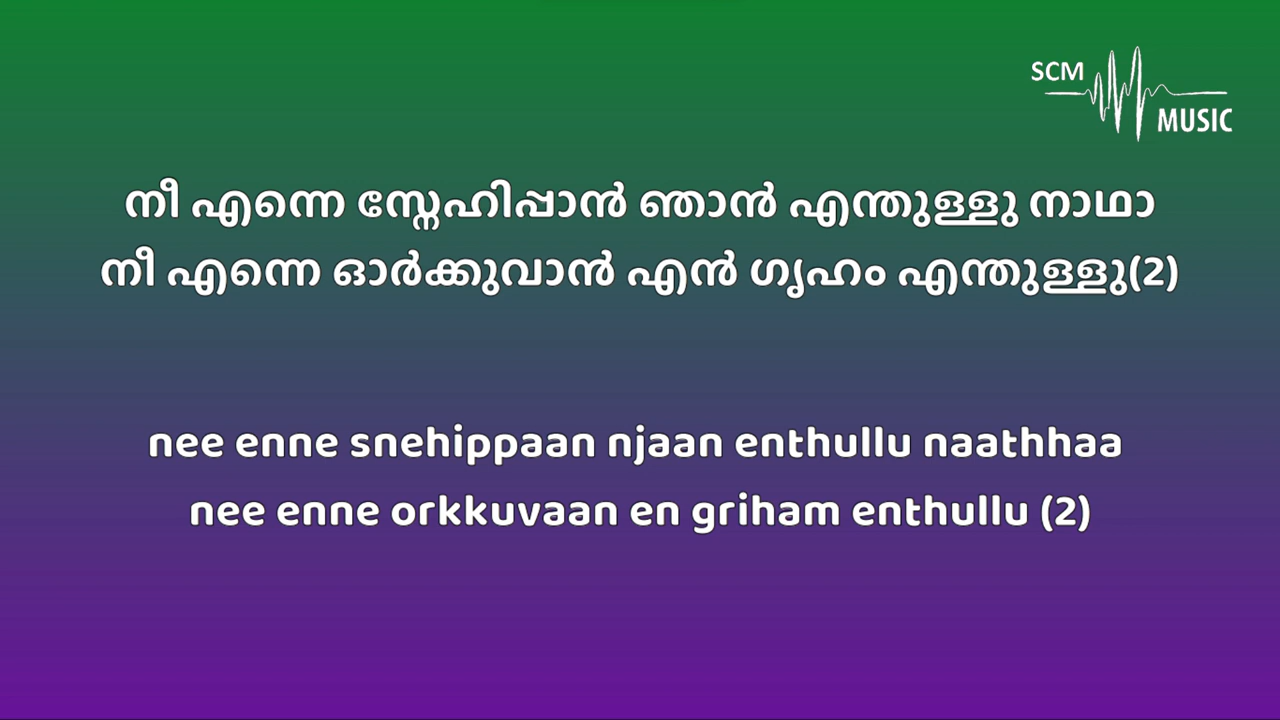 SCM
MUSIC
നീ എന്നെ സ്നേഹിപ്പാൻ ഞാൻ എന്തുള്ളു നാഥാ
നീ എന്നെ ഓർക്കുവാൻ എൻ ഗൃഹം എന്തുള്ളു(2)
nee enne snehippaan njaan enthullu naathhaa
nee enne orkkuvaan en griham enthullu (2)